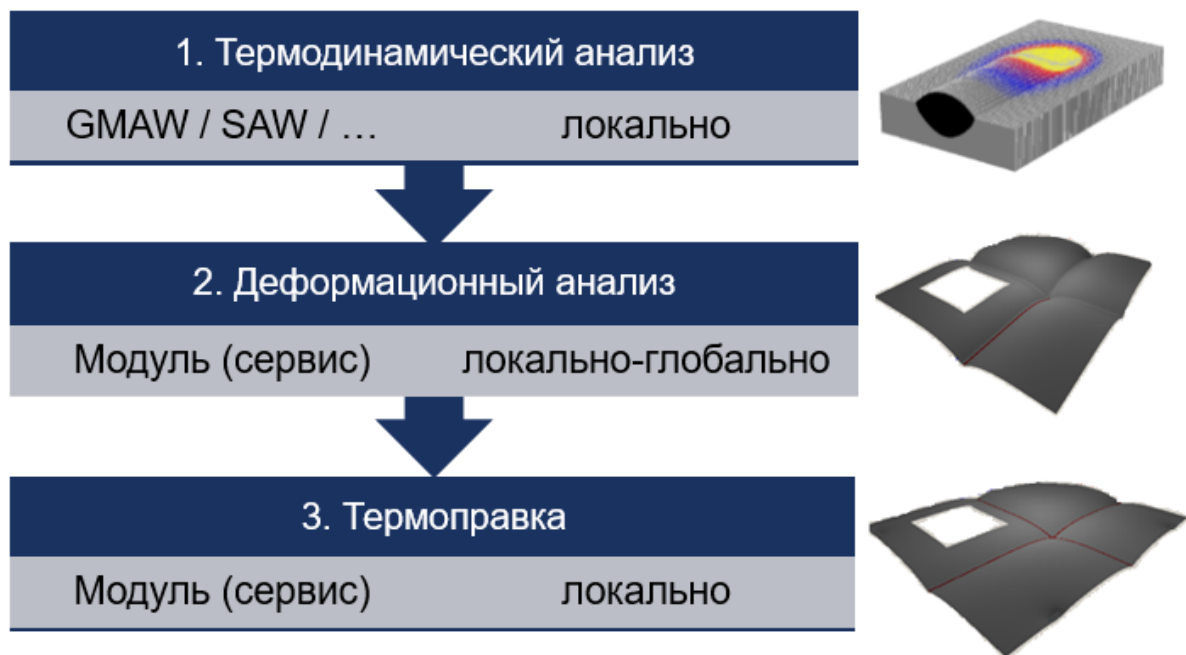 1. Термодинамический анализ
GMAW / SAW / … локально
2. Деформационный анализ
Модуль (сервис) локально-глобально
3. Термоправка
Модуль (сервис) локально